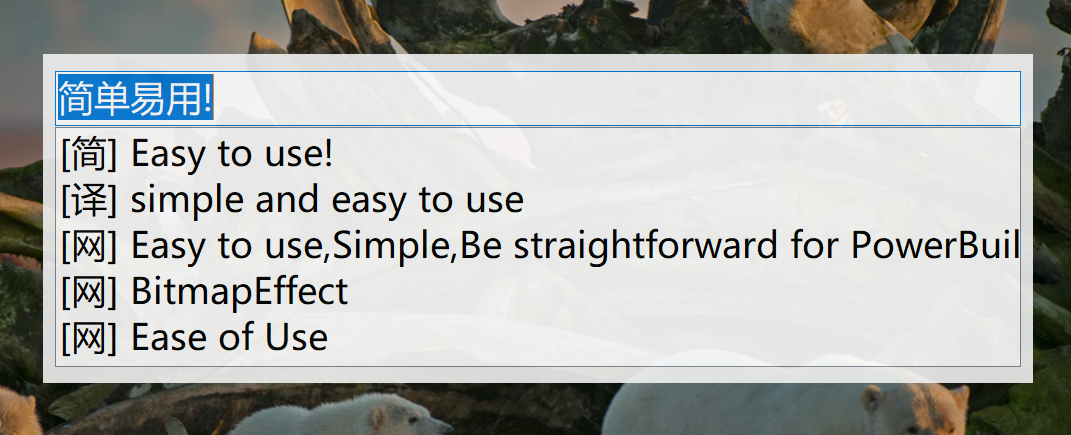 简单易用!
[简] Easy to use!
[译] simple and easy to use
[网] Easy to use,Simple,Be straightforward for PowerBuil
[网] BitmapEffect
[网] Ease of Use